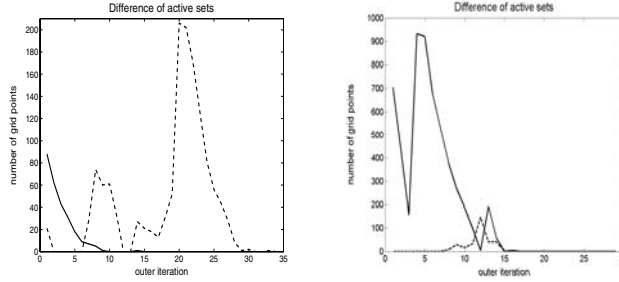 Difference of active sets
number of grid points
200
180
160
140
120
100
80
60
40
20
0
0 5 10 15 20 25 30 35
outer iteration
Difference of active sets
number of grid points
1000
900
800
700
600
500
400
300
200
100
0
0 5 10 15 20 25
outer iteration